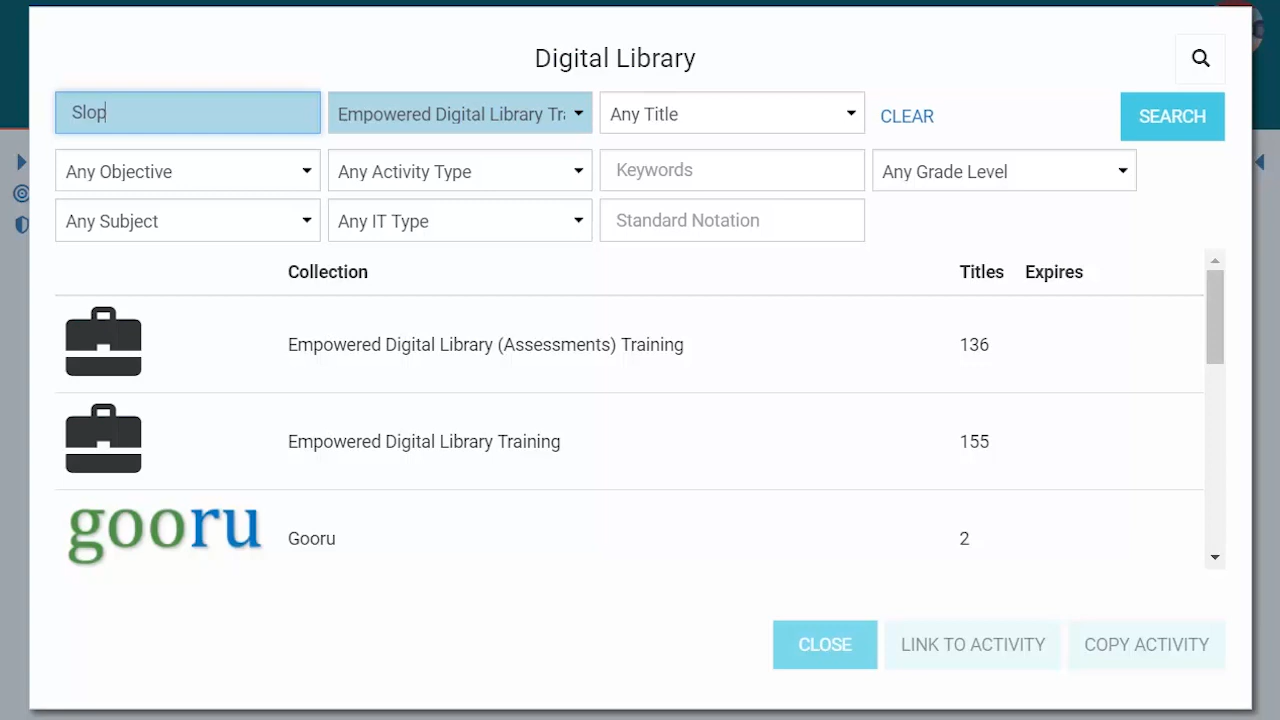 Digital Library
Slop
Empowered Digital Library Tr
Any Title
CLEAR
SEARCH
Any Objective
Any Activity Type
Keywords
Any Grade Level
Any Subject
Any IT Type
Standard Notation
Collection Titles Expires
Empowered Digital Library (Assessments) Training 136
Empowered Digital Library Training 155
gooru Gooru 2
CLOSE
LINK TO ACTIVITY
COPY ACTIVITY